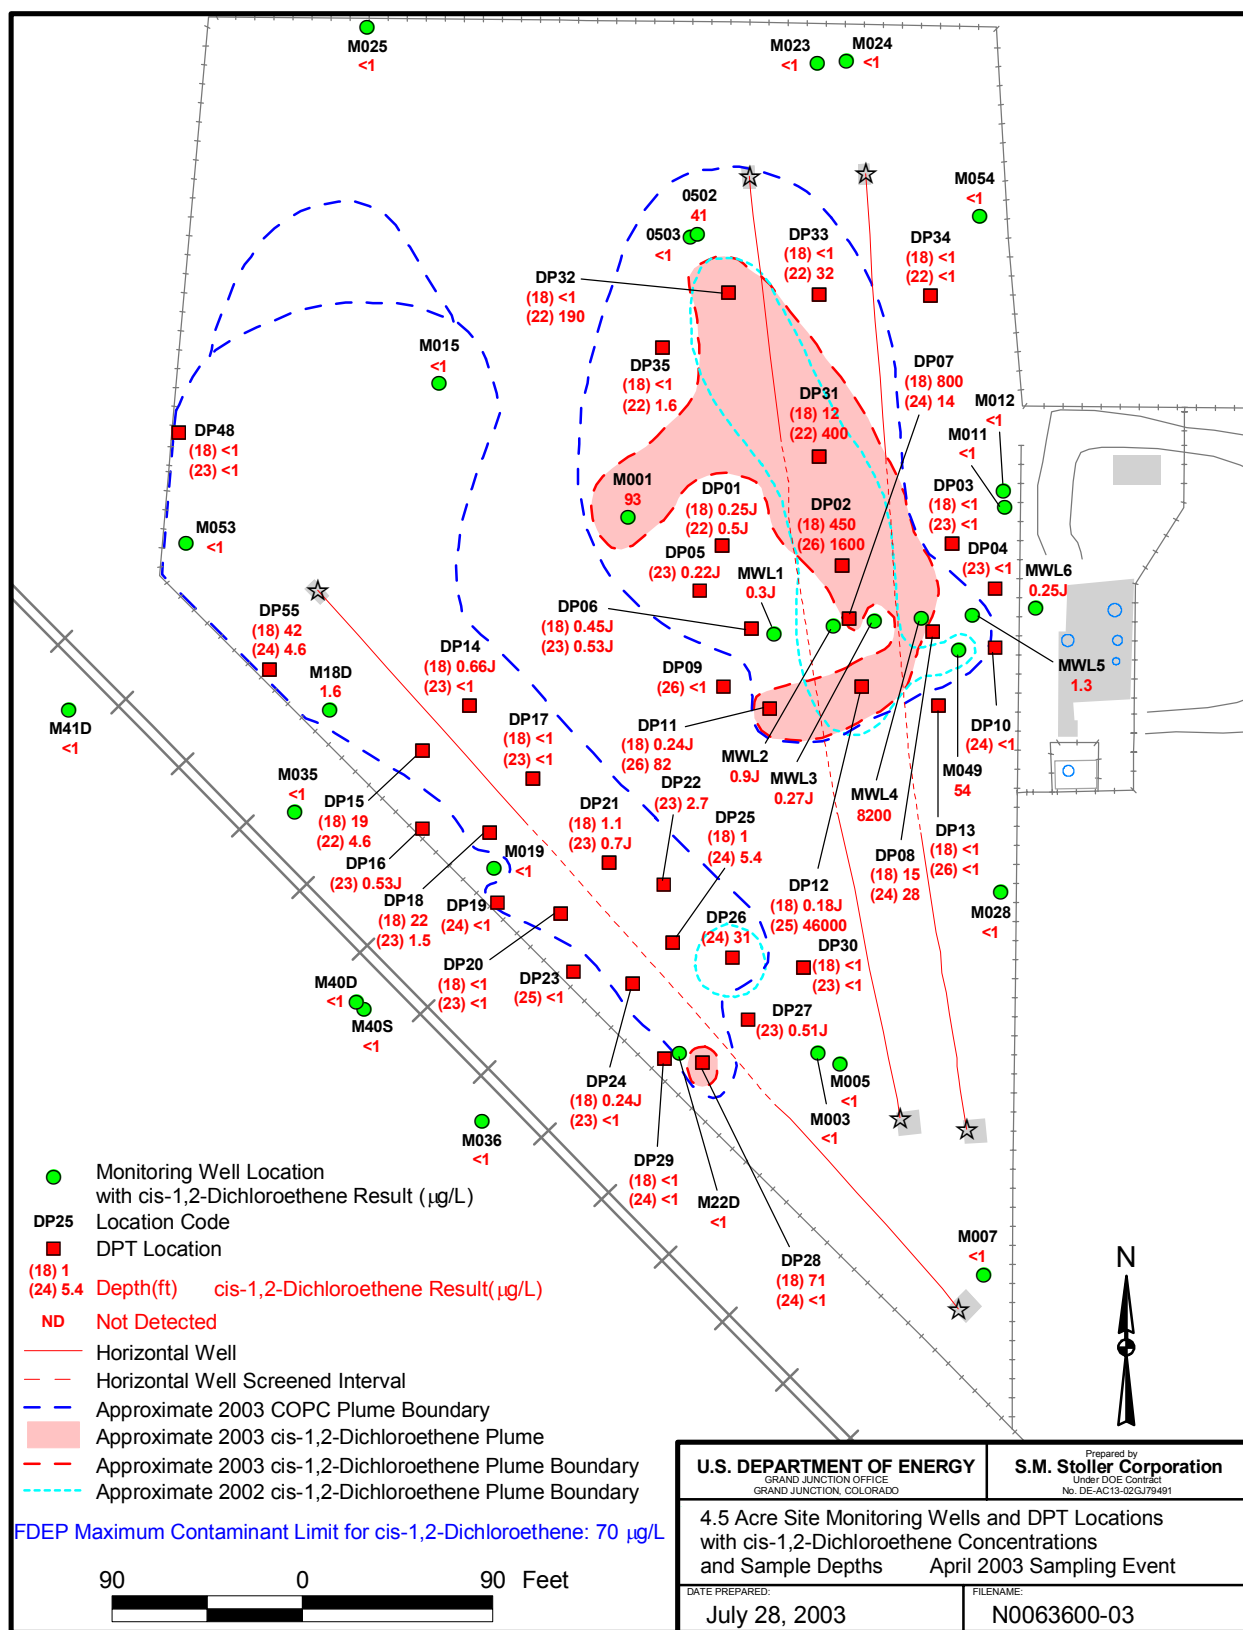 M025
<1
M023
<1
M024
<1
M054
<1
0502
41
0503
<1
DP33
(18) <1
(22) 32
DP34
(18) <1
(22) <1
DP32
(18) <1
(22) 190
M015
<1
DP35
(18) <1
(22) 1.6
DP07
(18) 800
(24) 14
DP31
(18) 12
(22) 400
M012
<1
M011
<1
DP48
(18) <1
(23) <1
M001
93
DP01
(18) 0.25J
(22) 0.5J
DP02
(18) 450
(26) 1600
DP03
(18) <1
(23) <1
M053
<1
DP05
(23) 0.22J
DP04
(23) <1
MWL1
0.3J
MWL6
0.25J
DP06
(18) 0.45J
(23) 0.53J
DP55
(18) 42
(24) 4.6
DP14
(18) 0.66J
(23) <1
M18D
1.6
DP09
(26) <1
MWL5
1.3
M41D
<1
DP17
(18) <1
(23) <1
DP11
(18) 0.24J
(26) 82
DP10
(24) <1
MWL2
0.9J
MWL3
0.27J
M049
54
MWL4
8200
M035
<1
DP15
(18) 19
(22) 4.6
DP21
(18) 1.1
(23) 0.7J
DP22
(23) 2.7
DP25
(18) 1
(24) 5.4
DP13
(18) <1
(26) <1
DP08
(18) 15
(24) 28
DP16
(23) 0.53J
M019
<1
DP12
(18) 0.18J
(25) 46000
M028
<1
DP18
(18) 22
(23) 1.5
DP19
(24) <1
DP26
(24) 31
DP20
(18) <1
(23) <1
DP23
(25) <1
DP30
(18) <1
(23) <1
M40D
<1
M40S
<1
DP27
(23) 0.51J
DP24
(18) 0.24J
(23) <1
M005
<1
M003
<1
M036
<1
DP29
(18) <1
(24) <1
M22D
<1
DP28
(18) 71
(24) <1
M007
<1
N
Monitoring Well Location
with cis-1,2-Dichloroethene Result (µg/L)
DP25 Location Code
DPT Location
(18) 1
(24) 5.4 Depth(ft) cis-1,2-Dichloroethene Result(µg/L)
ND Not Detected
Horizontal Well
Horizontal Well Screened Interval
Approximate 2003 COPC Plume Boundary
Approximate 2003 cis-1,2-Dichloroethene Plume
Approximate 2003 cis-1,2-Dichloroethene Plume Boundary
Approximate 2002 cis-1,2-Dichloroethene Plume Boundary
FDEP Maximum Contaminant Limit for cis-1,2-Dichloroethene: 70 µg/L
90 0 90 Feet
U.S. DEPARTMENT OF ENERGY
GRAND JUNCTION OFFICE
GRAND JUNCTION, COLORADO
Prepared by
S.M. Stoller Corporation
Under DOE Contract
No. DE-AC13-02GJ79491
4.5 Acre Site Monitoring Wells and DPT Locations
with cis-1,2-Dichloroethene Concentrations
and Sample Depths April 2003 Sampling Event
DATE PREPARED:
July 28, 2003
FILENAME:
N0063600-03